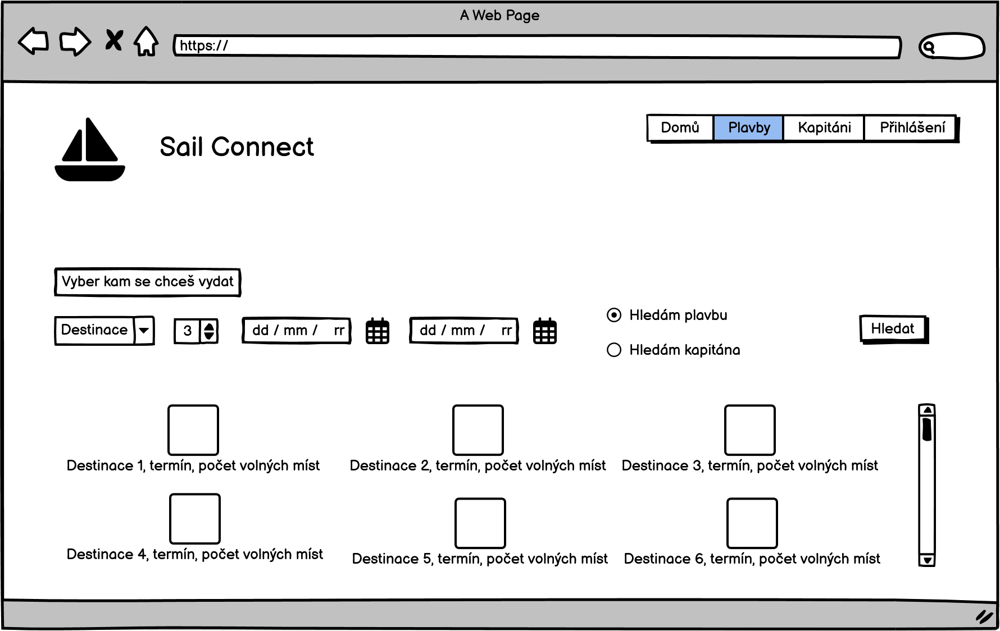 A Web Page
https://
Sail Connect
Domů Plavby Kapitáni Přihlášení
Vyber kam se chceš vydat
Destinace 3 dd / mm / rr dd / mm / rr
Hledám plavbu
Hledám kapitána
Hledat
Destinace 1, termín, počet volných míst
Destinace 2, termín, počet volných míst
Destinace 3, termín, počet volných míst
Destinace 4, termín, počet volných míst
Destinace 5, termín, počet volných míst
Destinace 6, termín, počet volných míst